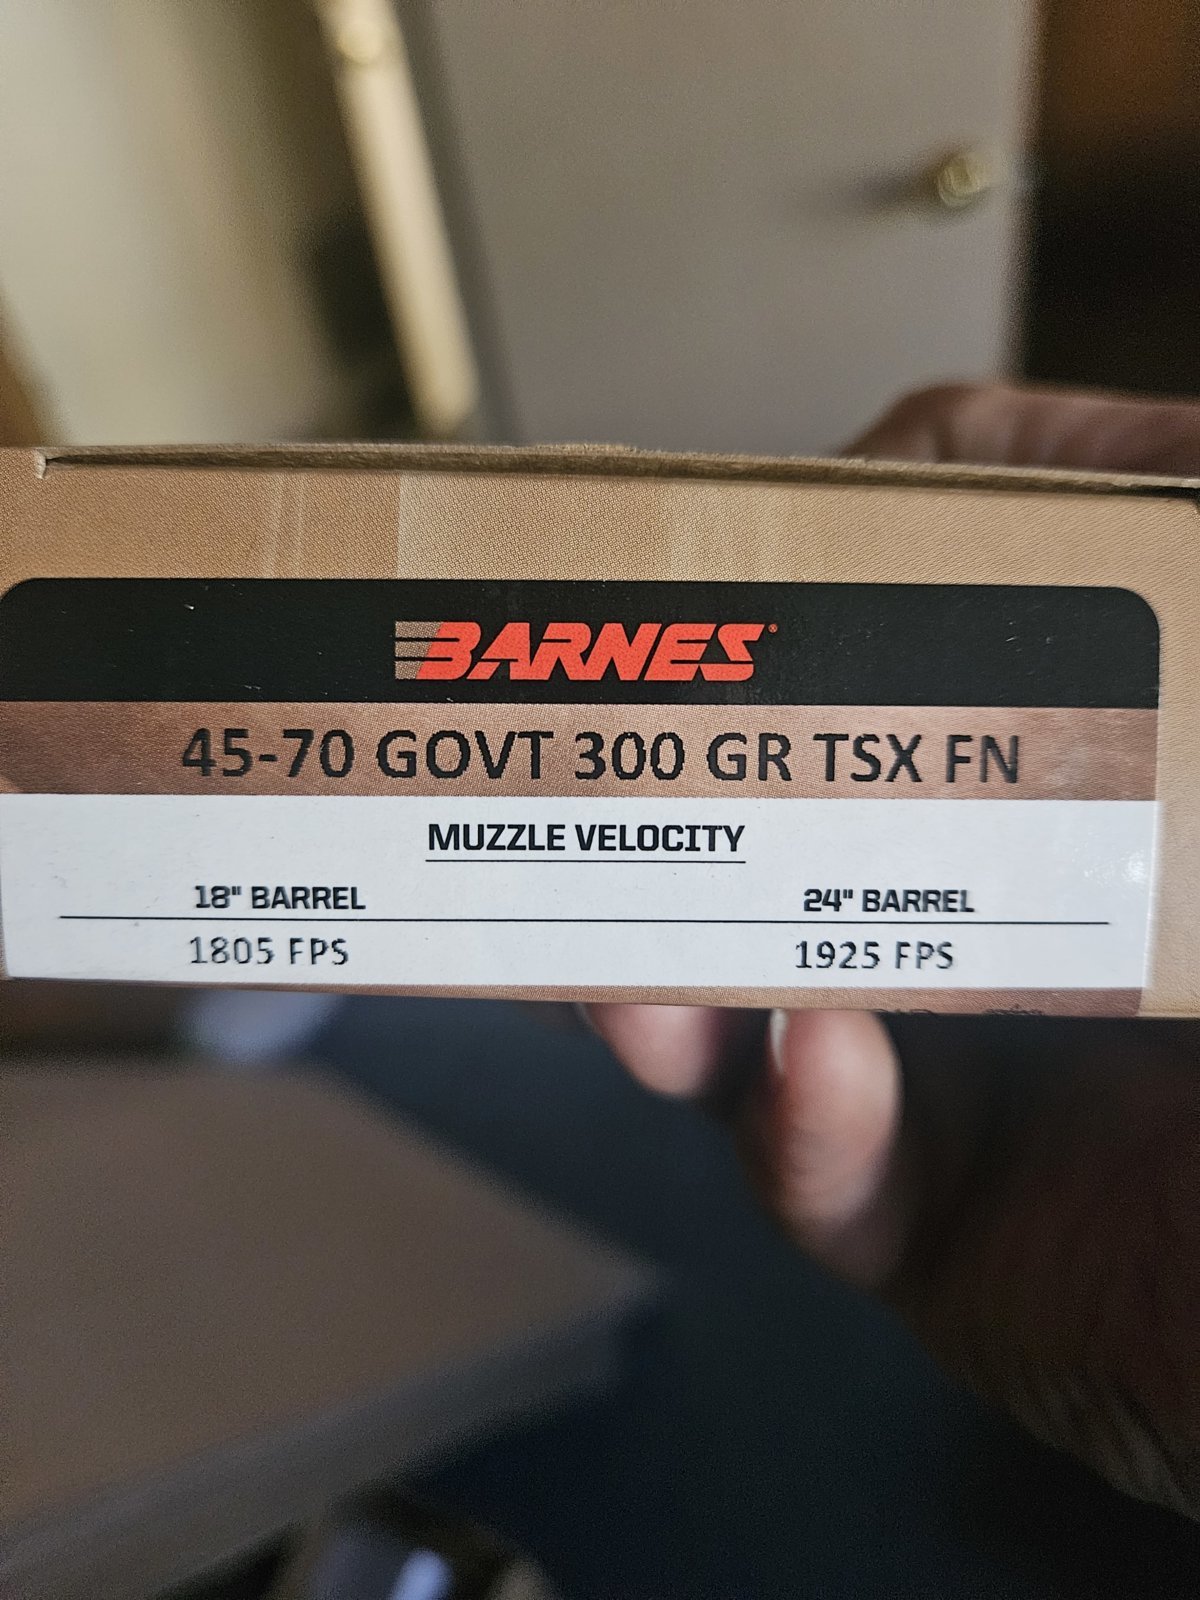 BARNES®
45-70 GOVT 300 GR TSX FN
MUZZLE VELOCITY
18" BARREL 24" BARREL
1805 FPS 1925 FPS